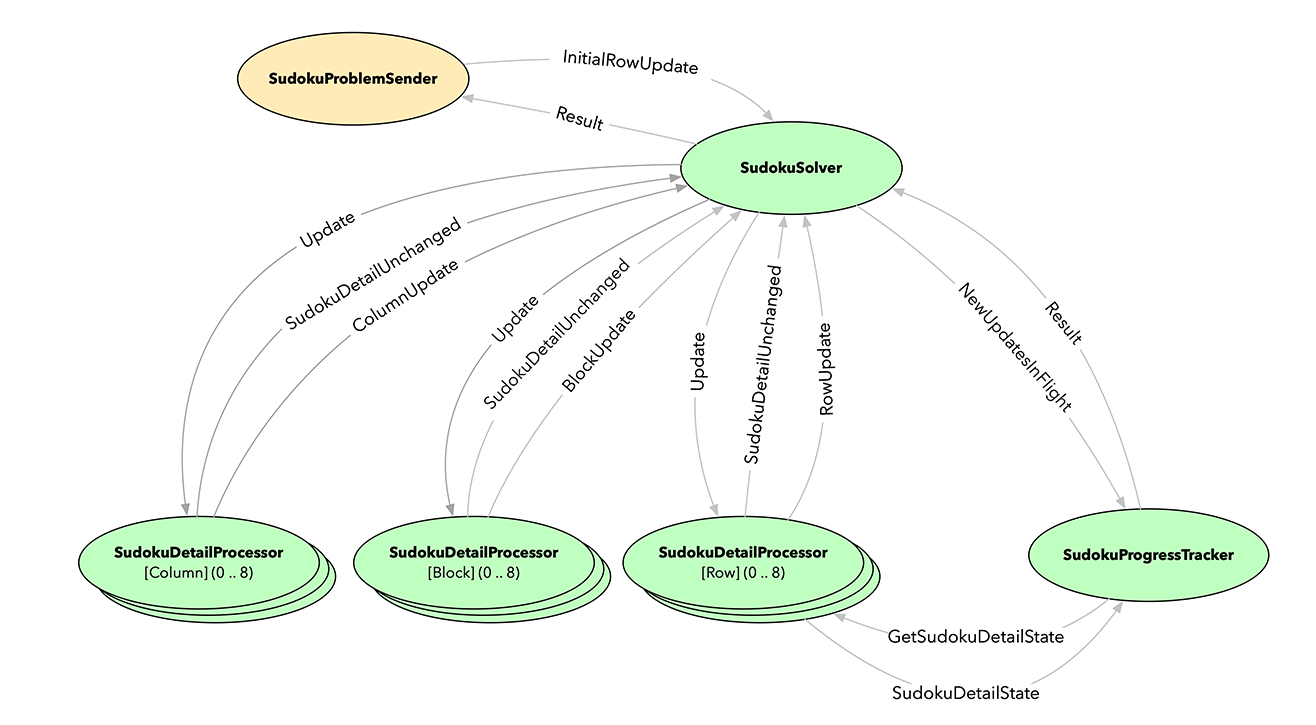 SudokuProblemSender
InitialRowUpdate
Result
SudokuSolver
Update
SudokuDetailUnchanged
ColumnUpdate
Update
SudokuDetailUnchanged
BlockUpdate
Update
SudokuDetailUnchanged
RowUpdate
NewUpdatesInFlight
Result
SudokuDetailProcessor
[Column] (0 .. 8)
SudokuDetailProcessor
[Block] (0 .. 8)
SudokuDetailProcessor
[Row] (0 .. 8)
SudokuProgressTracker
GetSudokuDetailState
SudokuDetailState